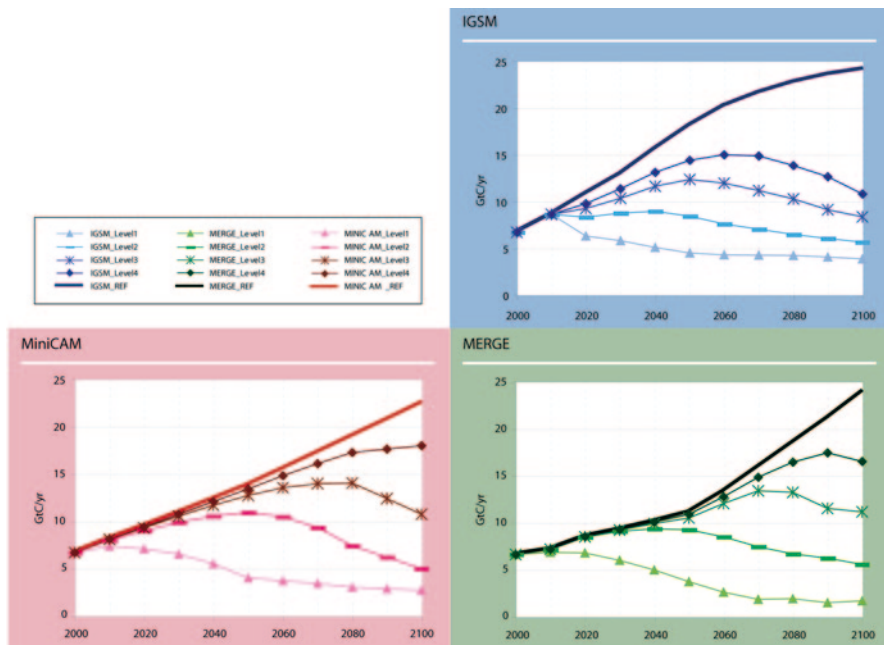 IGSM
25
20
15
10
5
0
GtC/yr
2000 2020 2040 2060 2080 2100
IGSM_Level1 MERGE_Level1 MINIC AM_Level1
IGSM_Level2 MERGE_Level2 MINIC AM_Level2
IGSM_Level3 MERGE_Level3 MINIC AM_Level3
IGSM_Level4 MERGE_Level4 MINIC AM_Level4
IGSM_REF MERGE_REF MINIC AM _REF
MiniCAM
25
20
15
10
5
0
GtC/yr
2000 2020 2040 2060 2080 2100
MERGE
25
20
15
10
5
0
GtC/yr
2000 2020 2040 2060 2080 2100